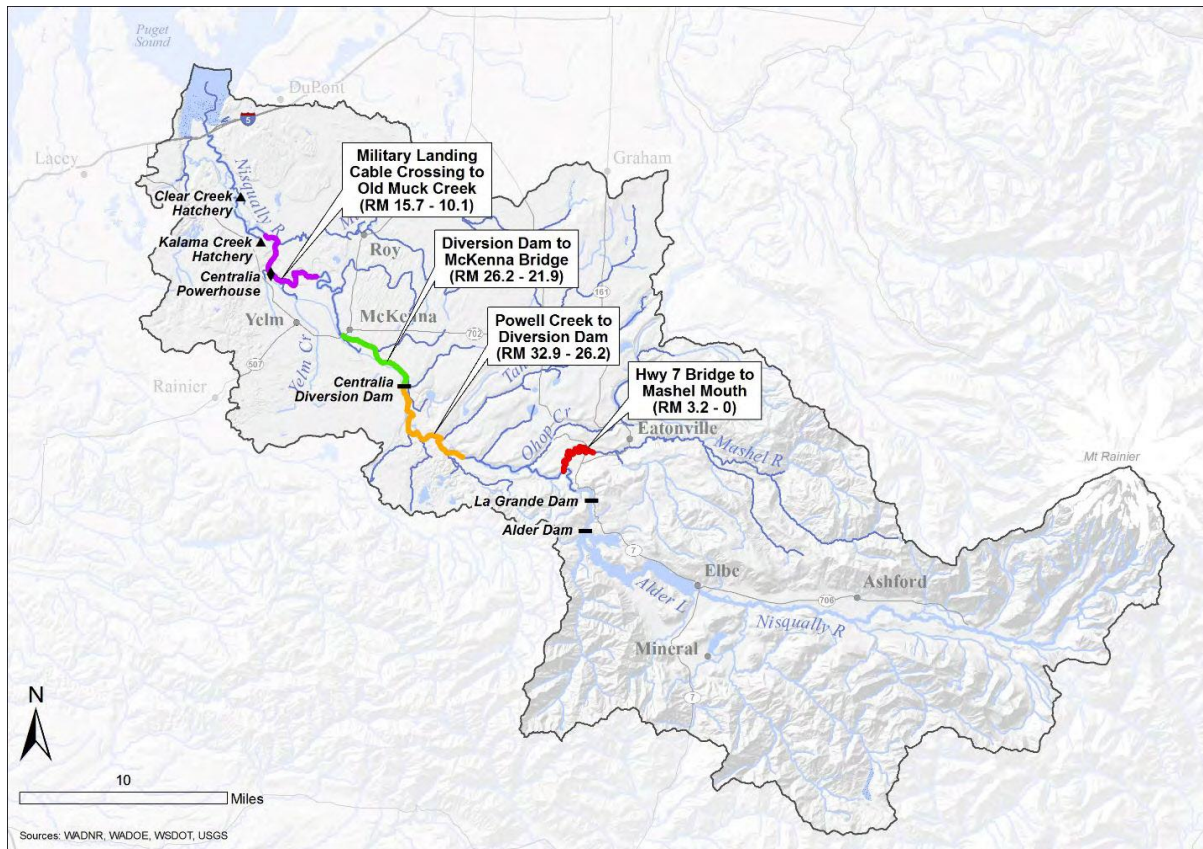 Puget
Sound
DuPont
5
Lacey
Graham
Nisqually R
Clear Creek
Hatchery
Military Landing
Cable Crossing to
Old Muck Creek
(RM 15.7 - 10.1)
Kalama Creek
Hatchery
Roy
Centralia
Powerhouse
Diversion Dam to
McKenna Bridge
(RM 26.2 - 21.9)
161
Yelm
McKenna
702
Powell Creek to
Diversion Dam
(RM 32.9 - 26.2)
507
Yelm Cr
Rainier
Centralia
Diversion Dam
Hwy 7 Bridge to
Mashel Mouth
(RM 3.2 - 0)
Ohop Cr
Eatonville
Mashel R
Mt Rainier
La Grande Dam
Alder Dam
7
Elbe
Ashford
706
Alder L
Nisqually R
Mineral
7
N
10
Miles
Sources: WADNR, WADOE, WSDOT, USGS